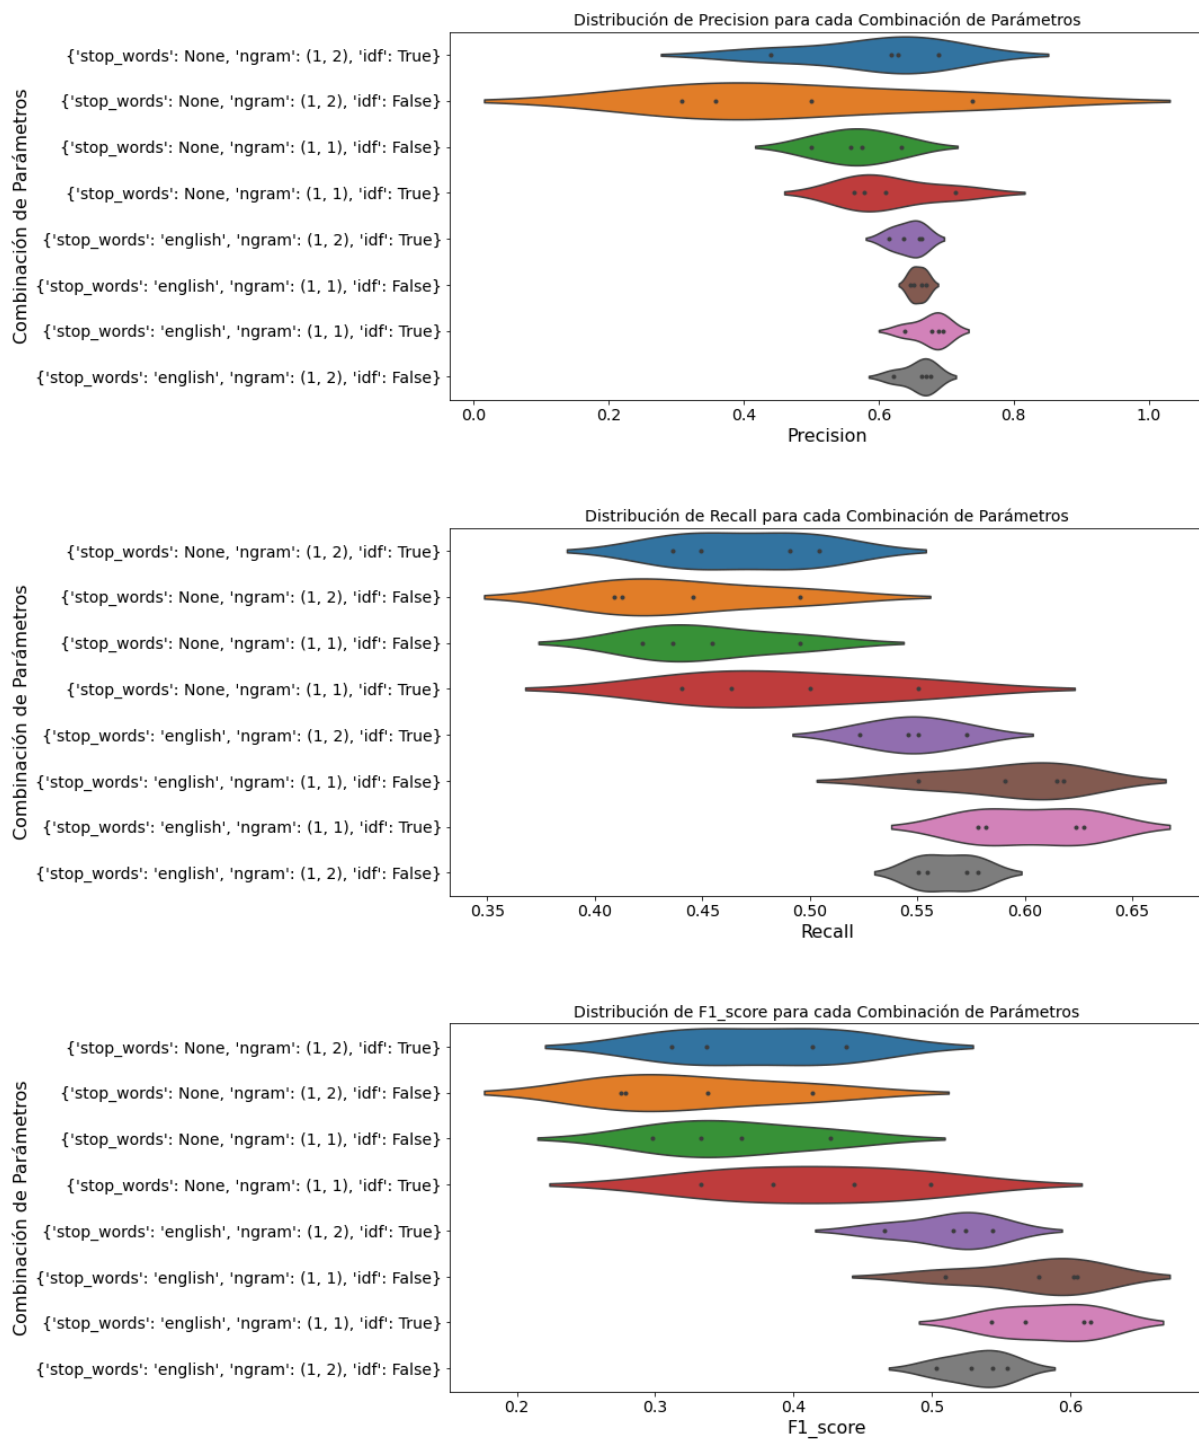 Distribución de Precision para cada Combinación de Parámetros
Combinación de Parámetros
{'stop_words': None, 'ngram': (1, 2), 'idf': True}
{'stop_words': None, 'ngram': (1, 2), 'idf': False}
{'stop_words': None, 'ngram': (1, 1), 'idf': False}
{'stop_words': None, 'ngram': (1, 1), 'idf': True}
{'stop_words': 'english', 'ngram': (1, 2), 'idf': True}
{'stop_words': 'english', 'ngram': (1, 1), 'idf': False}
{'stop_words': 'english', 'ngram': (1, 1), 'idf': True}
{'stop_words': 'english', 'ngram': (1, 2), 'idf': False}
0.0 0.2 0.4 0.6 0.8 1.0
Precision
Distribución de Recall para cada Combinación de Parámetros
Combinación de Parámetros
{'stop_words': None, 'ngram': (1, 2), 'idf': True}
{'stop_words': None, 'ngram': (1, 2), 'idf': False}
{'stop_words': None, 'ngram': (1, 1), 'idf': False}
{'stop_words': None, 'ngram': (1, 1), 'idf': True}
{'stop_words': 'english', 'ngram': (1, 2), 'idf': True}
{'stop_words': 'english', 'ngram': (1, 1), 'idf': False}
{'stop_words': 'english', 'ngram': (1, 1), 'idf': True}
{'stop_words': 'english', 'ngram': (1, 2), 'idf': False}
0.35 0.40 0.45 0.50 0.55 0.60 0.65
Recall
Distribución de F1_score para cada Combinación de Parámetros
Combinación de Parámetros
{'stop_words': None, 'ngram': (1, 2), 'idf': True}
{'stop_words': None, 'ngram': (1, 2), 'idf': False}
{'stop_words': None, 'ngram': (1, 1), 'idf': False}
{'stop_words': None, 'ngram': (1, 1), 'idf': True}
{'stop_words': 'english', 'ngram': (1, 2), 'idf': True}
{'stop_words': 'english', 'ngram': (1, 1), 'idf': False}
{'stop_words': 'english', 'ngram': (1, 1), 'idf': True}
{'stop_words': 'english', 'ngram': (1, 2), 'idf': False}
0.2 0.3 0.4 0.5 0.6
F1_score